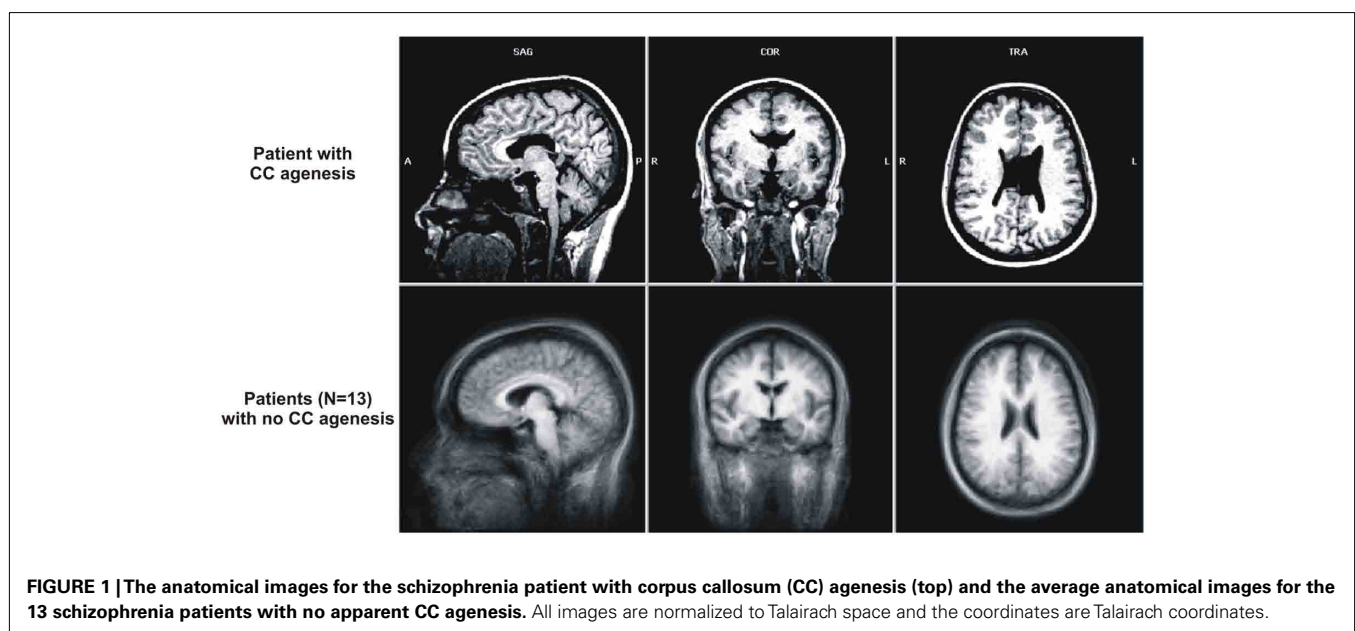 SAG
COR
TRA
Patient with
CC agenesis
A
P
R
L
R
L
Patients (N=13)
with no CC agenesis
FIGURE 1 | The anatomical images for the schizophrenia patient with corpus callosum (CC) agenesis (top) and the average anatomical images for the
13 schizophrenia patients with no apparent CC agenesis. All images are normalized to Talairach space and the coordinates are Talairach coordinates.